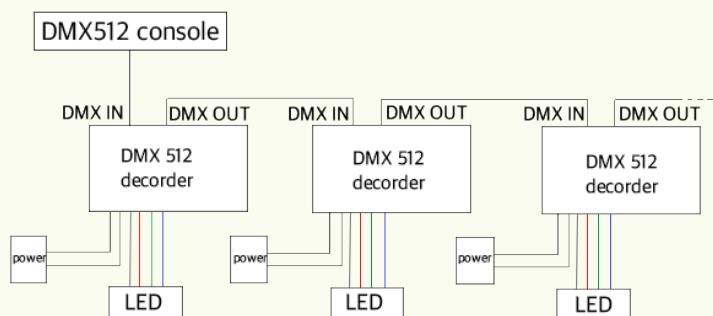 DMX512 console
DMX IN
DMX OUT
DMX IN
DMX OUT
DMX IN
DMX OUT
DMX 512
decorder
DMX 512
decorder
DMX 512
decorder
power
power
power
LED
LED
LED